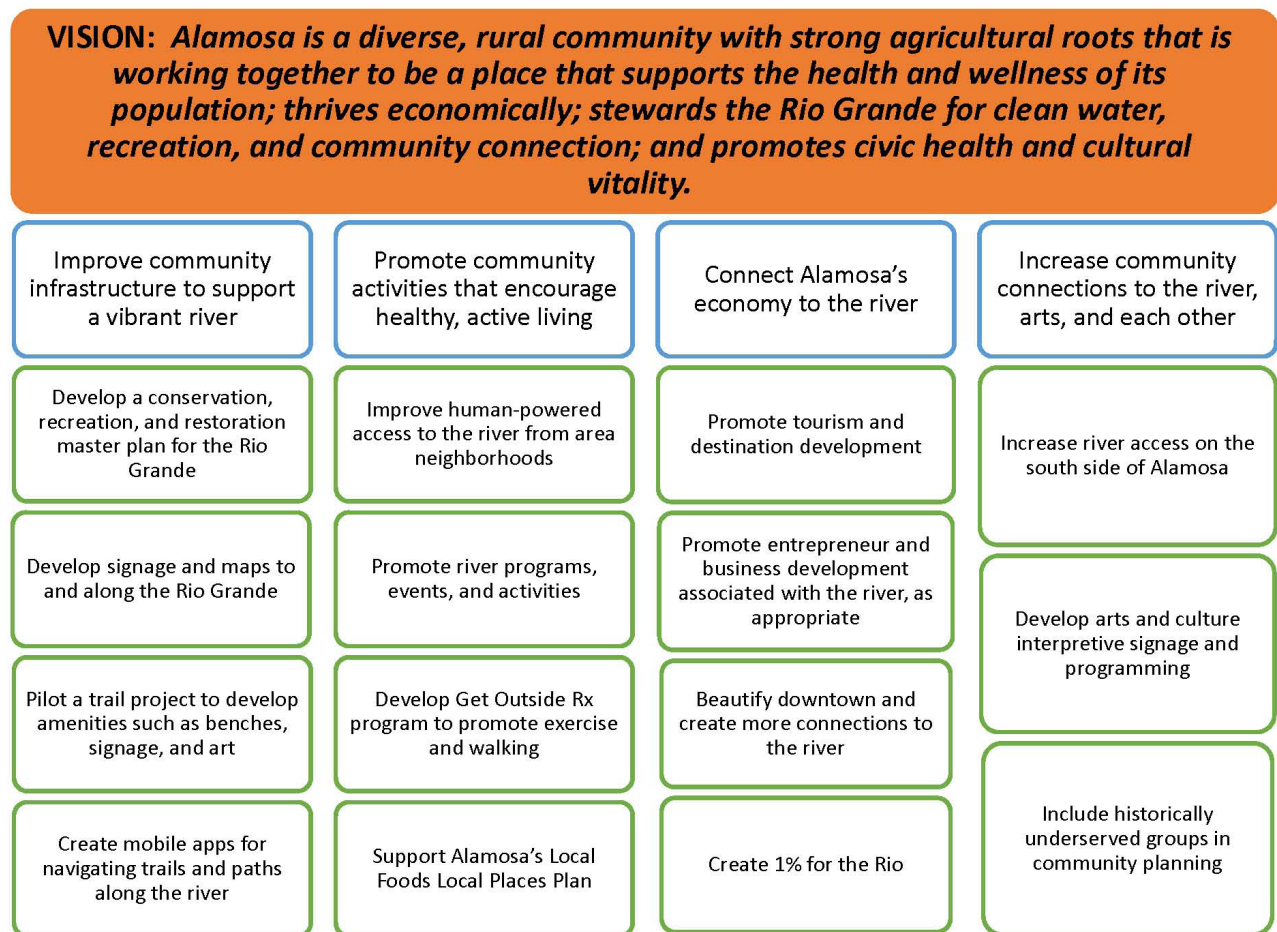 VISION: Alamosa is a diverse, rural community with strong agricultural roots that is
working together to be a place that supports the health and wellness of its
population; thrives economically; stewards the Rio Grande for clean water,
recreation, and community connection; and promotes civic health and cultural
vitality.
Improve community
infrastructure to support
a vibrant river
Develop a conservation,
recreation, and restoration
master plan for the Rio
Grande
Develop signage and maps to
and along the Rio Grande
Pilot a trail project to develop
amenities such as benches,
signage, and art
Create mobile apps for
navigating trails and paths
along the river
Promote community
activities that encourage
healthy, active living
Improve human-powered
access to the river from area
neighborhoods
Promote river programs,
events, and activities
Develop Get Outside Rx
program to promote exercise
and walking
Support Alamosa's Local
Foods Local Places Plan
Connect Alamosa's
economy to the river
Promote tourism and
destination development
Promote entrepreneur and
business development
associated with the river, as
appropriate
Beautify downtown and
create more connections to
the river
Create 1% for the Rio
Increase community
connections to the river,
arts, and each other
Increase river access on the
south side of Alamosa
Develop arts and culture
interpretive signage and
programming
Include historically
underserved groups in
community planning